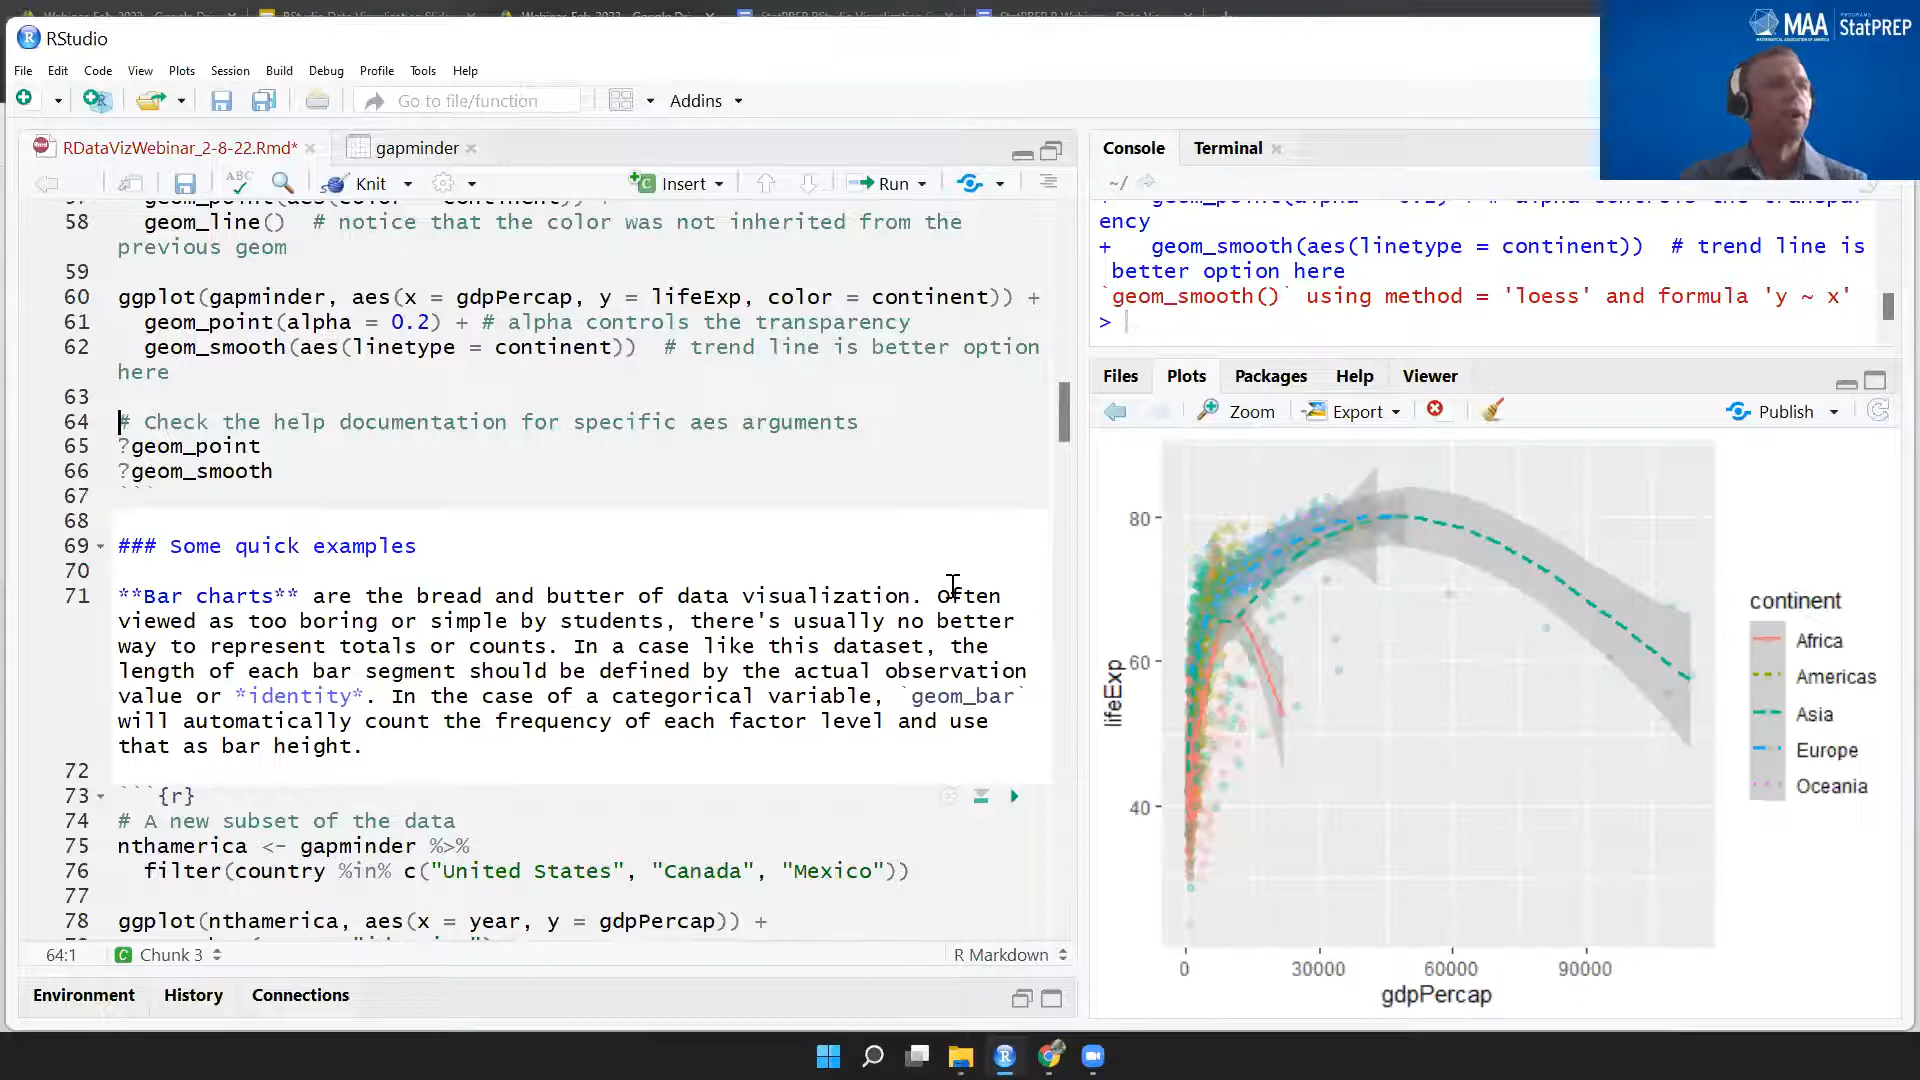 RStudio
MAA PROGRAMS StatPREP
File Edit Code View Plots Session Build Debug Profile Tools Help
Go to file/function Addins
RDataVizWebinar_2-8-22.Rmd* gapminder
Knit Insert Run
58 geom_line() # notice that the color was not inherited from the
previous geom
59
60 ggplot(gapminder, aes(x = gdpPercap, y = lifeExp, color = continent)) +
61 geom_point(alpha = 0.2) + # alpha controls the transparency
62 geom_smooth(aes(linetype = continent)) # trend line is better option
here
63
64 # Check the help documentation for specific aes arguments
65 ?geom_point
66 ?geom_smooth
67 ```
68
69 ### Some quick examples
70
71 **Bar charts** are the bread and butter of data visualization. Often
viewed as too boring or simple by students, there's usually no better
way to represent totals or counts. In a case like this dataset, the
length of each bar segment should be defined by the actual observation
value or *identity*. In the case of a categorical variable, `geom_bar`
will automatically count the frequency of each factor level and use
that as bar height.
72
73 ```{r}
74 # A new subset of the data
75 nthamerica <- gapminder %>%
76 filter(country %in% c("United States", "Canada", "Mexico"))
77
78 ggplot(nthamerica, aes(x = year, y = gdpPercap)) +
64:1 Chunk 3 R Markdown
Environment History Connections
Console Terminal
~/
ency
+ geom_smooth(aes(linetype = continent)) # trend line is
better option here
`geom_smooth()` using method = 'loess' and formula 'y ~ x'
>
Files Plots Packages Help Viewer
Zoom Export Publish
80
60
40
lifeExp
0 30000 60000 90000
gdpPercap
continent
Africa
Americas
Asia
Europe
Oceania